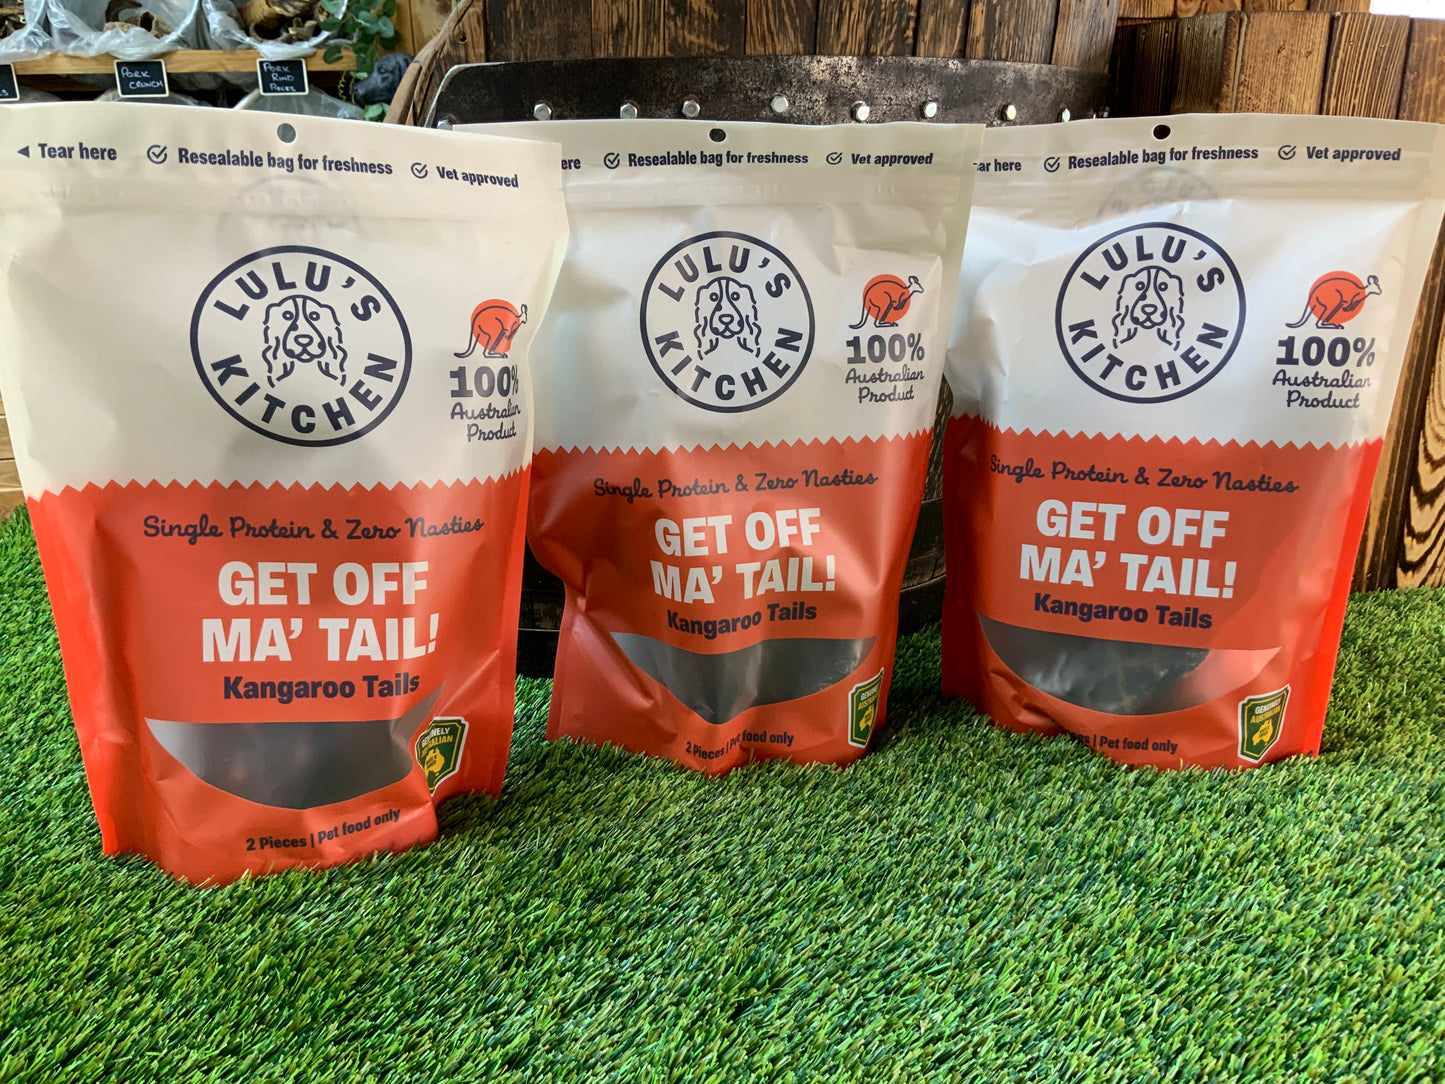 PORK
CRUNCH
PORK
RIND
Tear here
Resealable bag for freshness
Vet approved
LULU'S
KITCHEN
100%
Australian
Product
Single Protein & Zero Nasties
GET OFF
MA' TAIL!
Kangaroo Tails
GENUINELY
AUSTRALIAN
2 Pieces | Pet food only
ere
Resealable bag for freshness
Vet approved
LULU'S
KITCHEN
100%
Australian
Product
Single Protein & Zero Nasties
GET OFF
MA' TAIL!
Kangaroo Tails
2 Pieces | Pet food only
ar here
Resealable bag for freshness
Vet approved
LULU'S
KITCHEN
100%
Australian
Product
Single Protein & Zero Nasties
GET OFF
MA' TAIL!
Kangaroo Tails
es | Pet food only